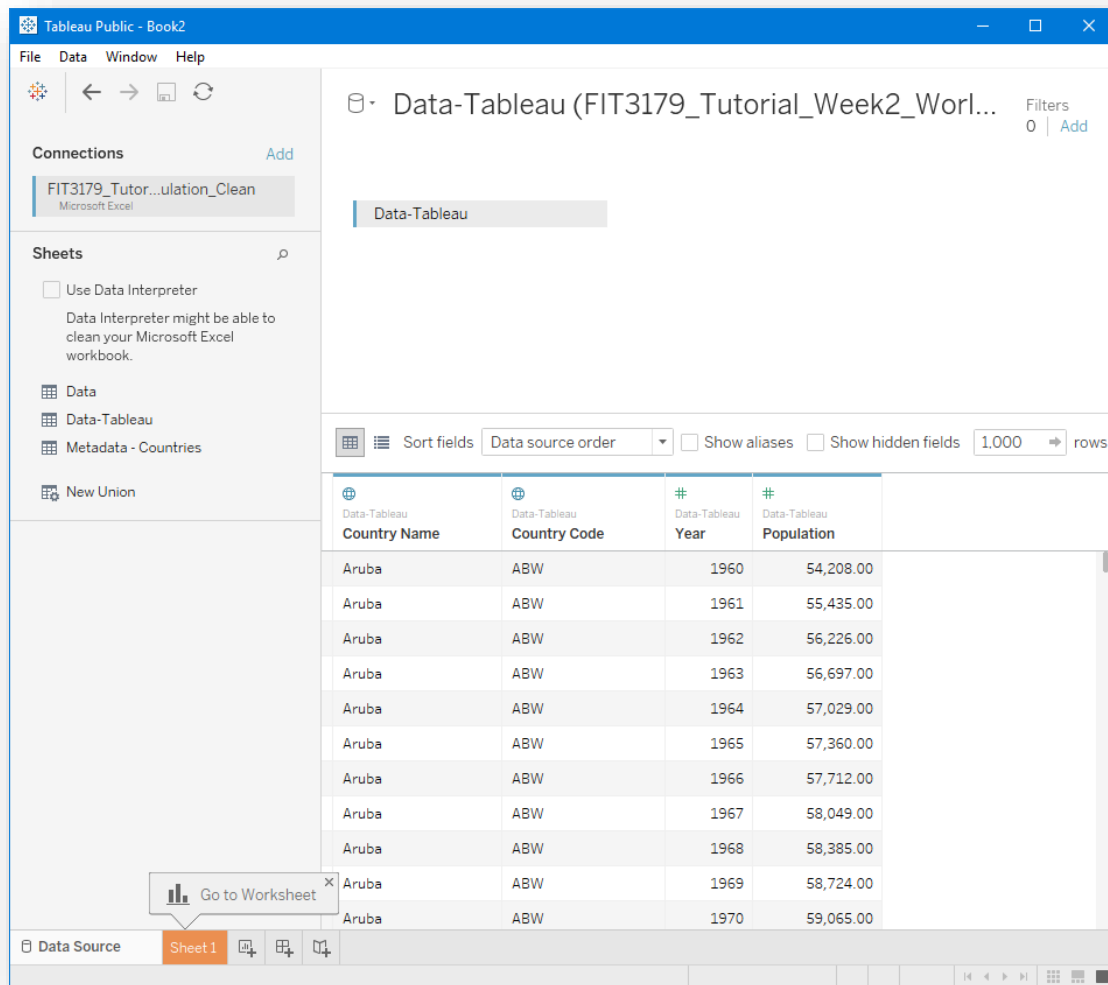 Tableau Public - Book2
File Data Window Help
Connections Add
FIT3179_Tutor...ulation_Clean
Microsoft Excel
Sheets
Use Data Interpreter
Data Interpreter might be able to
clean your Microsoft Excel
workbook.
Data
Data-Tableau
Metadata - Countries
New Union
Data-Tableau (FIT3179_Tutorial_Week2_Worl...
Filters
0 Add
Data-Tableau
Sort fields Data source order Show aliases Show hidden fields 1,000 rows
Data-Tableau Data-Tableau Data-Tableau Data-Tableau
Country Name Country Code Year Population
Aruba ABW 1960 54,208.00
Aruba ABW 1961 55,435.00
Aruba ABW 1962 56,226.00
Aruba ABW 1963 56,697.00
Aruba ABW 1964 57,029.00
Aruba ABW 1965 57,360.00
Aruba ABW 1966 57,712.00
Aruba ABW 1967 58,049.00
Aruba ABW 1968 58,385.00
Aruba ABW 1969 58,724.00
Aruba ABW 1970 59,065.00
Go to Worksheet
Data Source Sheet 1